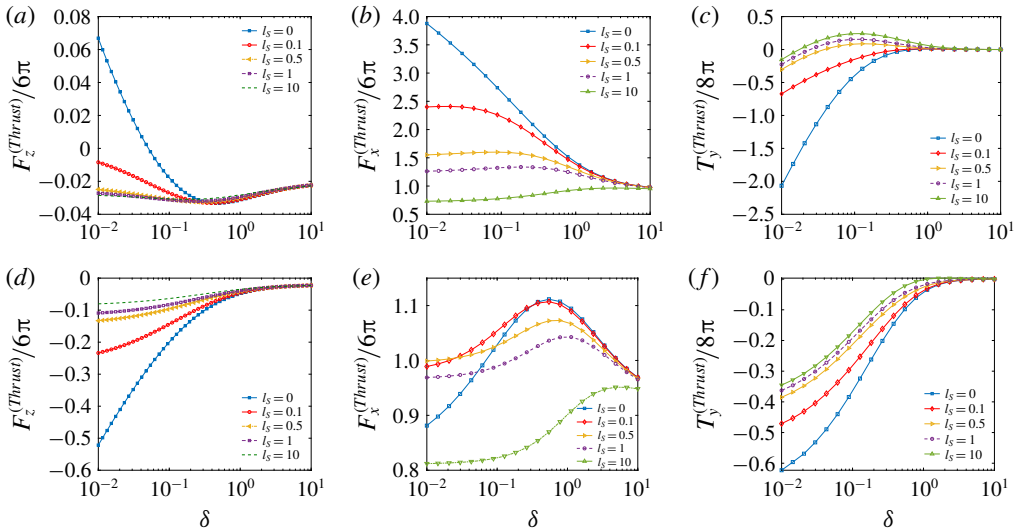 (a)
0.08
0.06
0.04
0.02
0
−0.02
−0.04
F_z^(Thrust)/6π
l_S = 0
l_S = 0.1
l_S = 0.5
l_S = 1
l_S = 10
10^−2 10^−1 10^0 10^1
(b)
4.0
3.5
3.0
2.5
2.0
1.5
1.0
0.5
F_x^(Thrust)/6π
l_S = 0
l_S = 0.1
l_S = 0.5
l_S = 1
l_S = 10
10^−2 10^−1 10^0 10^1
(c)
0.5
0
−0.5
−1.0
−1.5
−2.0
−2.5
T_y^(Thrust)/8π
l_S = 0
l_S = 0.1
l_S = 0.5
l_S = 1
l_S = 10
10^−2 10^−1 10^0 10^1
(d)
0
−0.1
−0.2
−0.3
−0.4
−0.5
−0.6
F_z^(Thrust)/6π
l_S = 0
l_S = 0.1
l_S = 0.5
l_S = 1
l_S = 10
10^−2 10^−1 10^0 10^1
δ
(e)
1.1
1.0
0.9
0.8
F_x^(Thrust)/6π
l_S = 0
l_S = 0.1
l_S = 0.5
l_S = 1
l_S = 10
10^−2 10^−1 10^0 10^1
δ
(f)
0
−0.1
−0.2
−0.3
−0.4
−0.5
−0.6
T_y^(Thrust)/8π
l_S = 0
l_S = 0.1
l_S = 0.5
l_S = 1
l_S = 10
10^−2 10^−1 10^0 10^1
δ